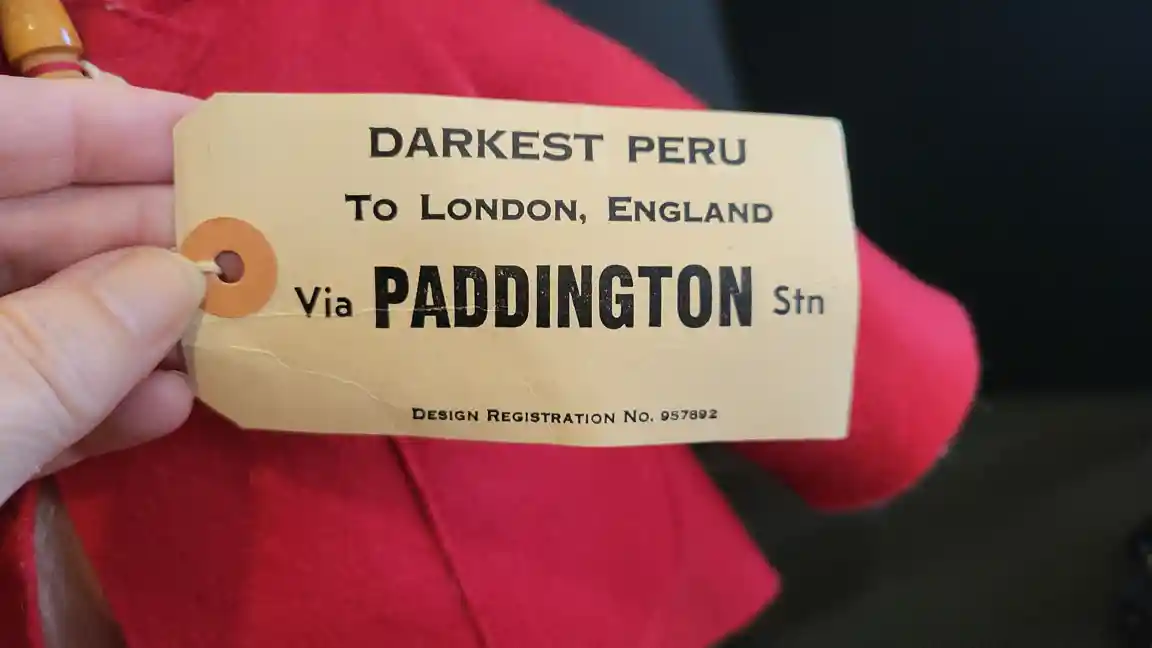 DARKEST PERU
To LONDON, ENGLAND
Via PADDINGTON Stn
DESIGN REGISTRATION No. 957892